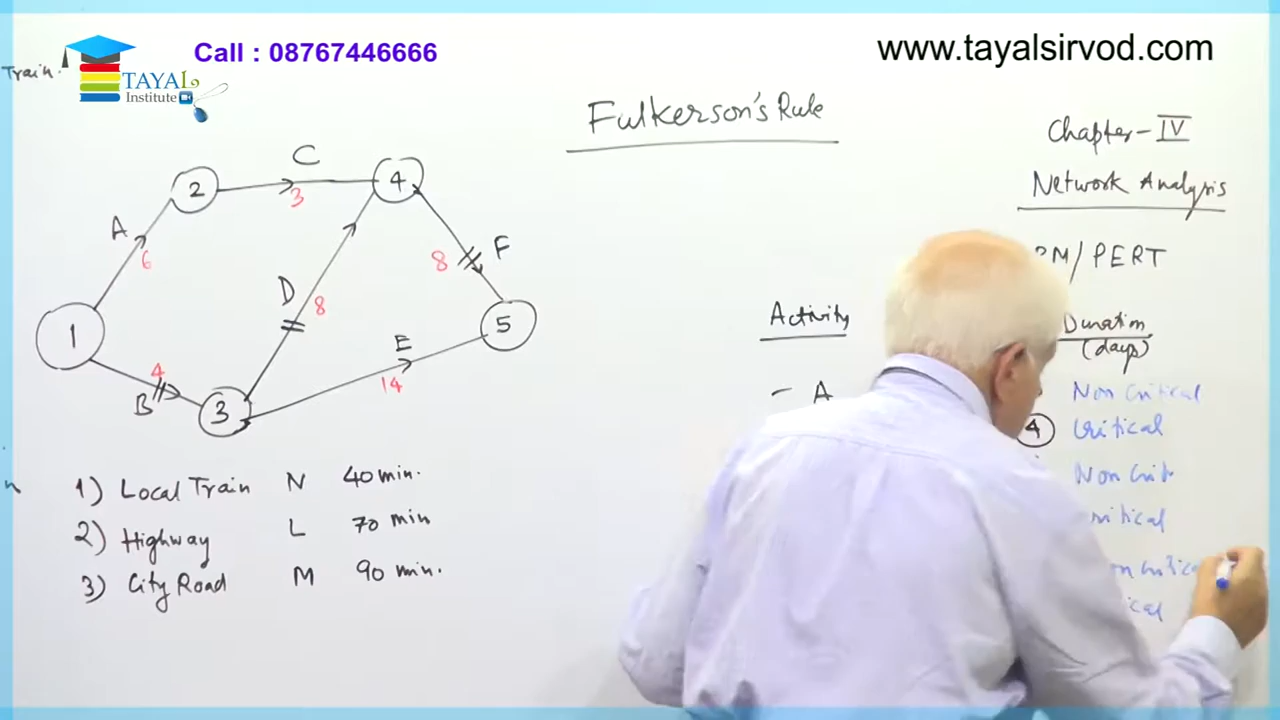 Call : 08767446666
www.tayalsirvod.com
Train.
TAYAL
Institute
Fulkerson's Rule
Chapter - IV
Network Analysis
PM/PERT
Activity
Duration
(days)
- A
Non Critical
4 Critical
Non Crit
1
2
3
4
5
A
6
B
4
C
3
D
8
E
14
F
8
1) Local Train N 40 min.
2) Highway L 70 min
3) City Road M 90 min.